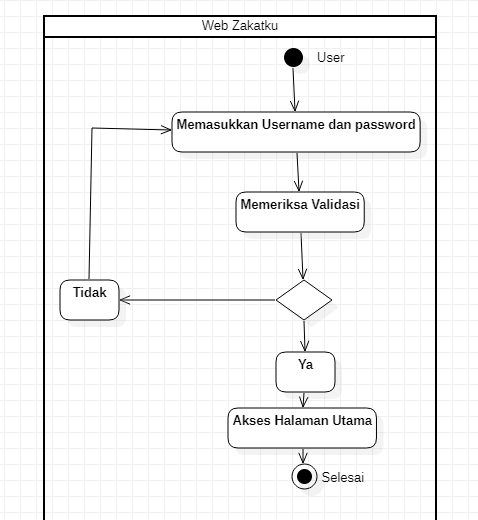 Web Zakatku
User
Memasukkan Username dan password
Memeriksa Validasi
Tidak
Ya
Akses Halaman Utama
Selesai